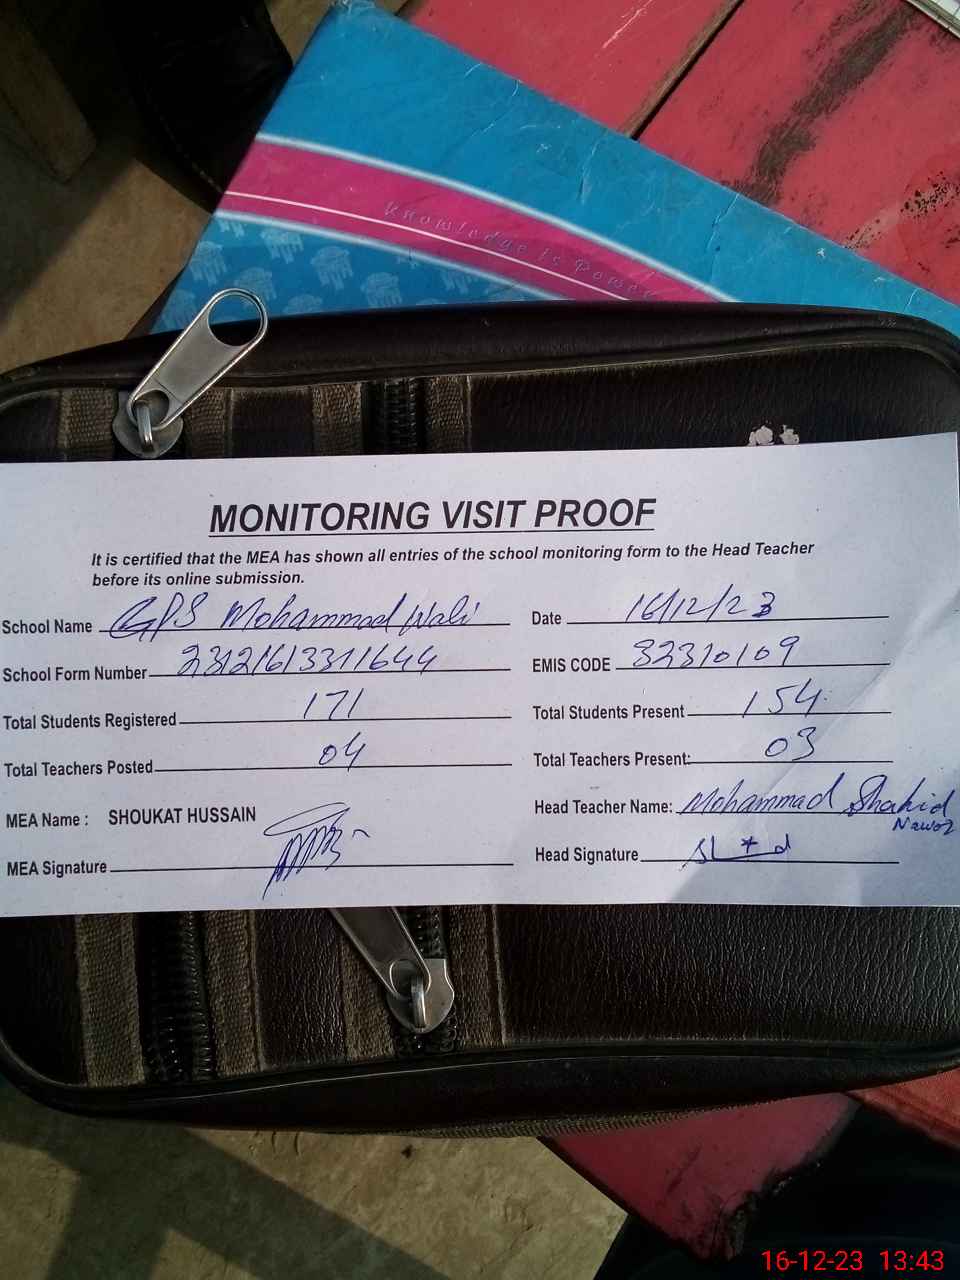 Knowledge is Power
MONITORING VISIT PROOF
It is certified that the MEA has shown all entries of the school monitoring form to the Head Teacher
before its online submission.
School Name GPS Mohammad Wali Date 16/12/23
School Form Number 23121613311644 EMIS CODE 32310109
Total Students Registered 171 Total Students Present 154
Total Teachers Posted 04 Total Teachers Present: 03
MEA Name : SHOUKAT HUSSAIN Head Teacher Name: Mohammad Shahid
Nawaz
MEA Signature Head Signature
16-12-23 13:43